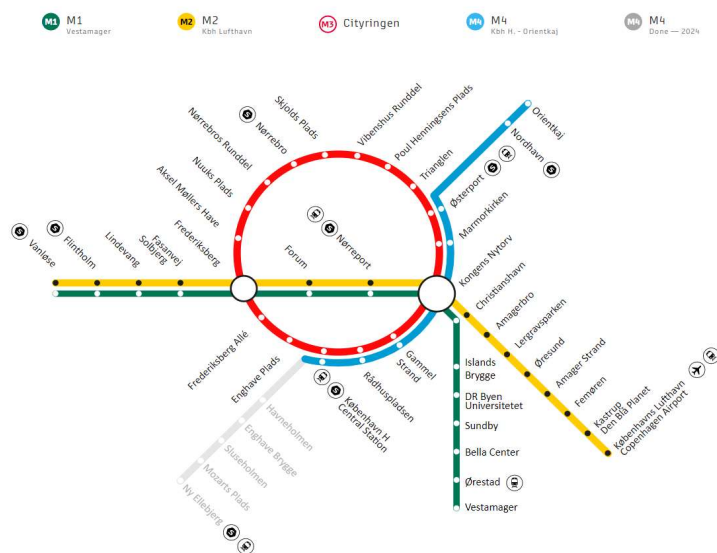 M1 M1
Vestamager
M2 M2
Kbh Lufthavn
M3 Cityringen
M4 M4
Kbh H. - Orientkaj
M4 M4
Done — 2024
Vanløse
Flintholm
Lindevang
Fasanvej
Solbjerg
Frederiksberg
Aksel Møllers Have
Nuuks Plads
Nørrebros Runddel
Nørrebro
Skjolds Plads
Vibenshus Runddel
Poul Henningsens Plads
Trianglen
Orientkaj
Nordhavn
Østerport
Marmorkirken
Forum
Nørreport
Kongens Nytorv
Christianshavn
Amagerbro
Lergravsparken
Øresund
Amager Strand
Femøren
Kastrup
Den Blå Planet
Københavns Lufthavn
Copenhagen Airport
Frederiksberg Allé
Enghave Plads
København H
Central Station
Rådhuspladsen
Gammel
Strand
Islands
Brygge
DR Byen
Universitetet
Sundby
Bella Center
Ørestad
Vestamager
Havneholmen
Enghave Brygge
Sluseholmen
Mozarts Plads
Ny Ellebjerg